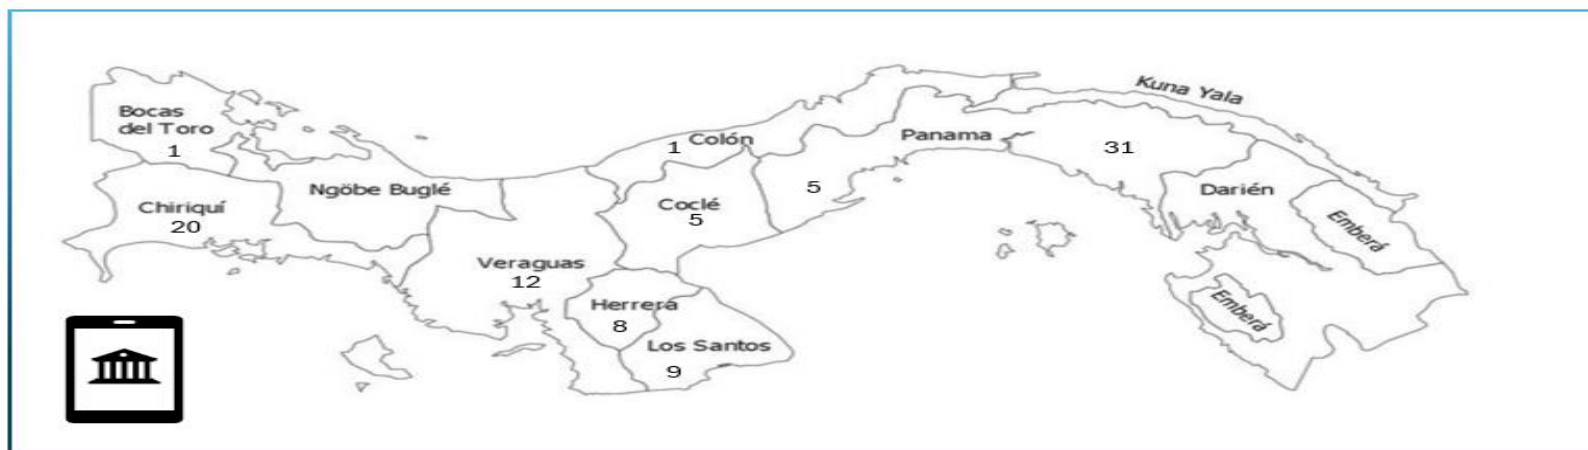 Kuna Yala
Bocas
del Toro
1
Colón
1
Panama
31
Ngöbe Buglé
Chiriquí
20
Coclé
5
5
Darién
Emberá
Veraguas
12
Herrera
8
Los Santos
9
Emberá